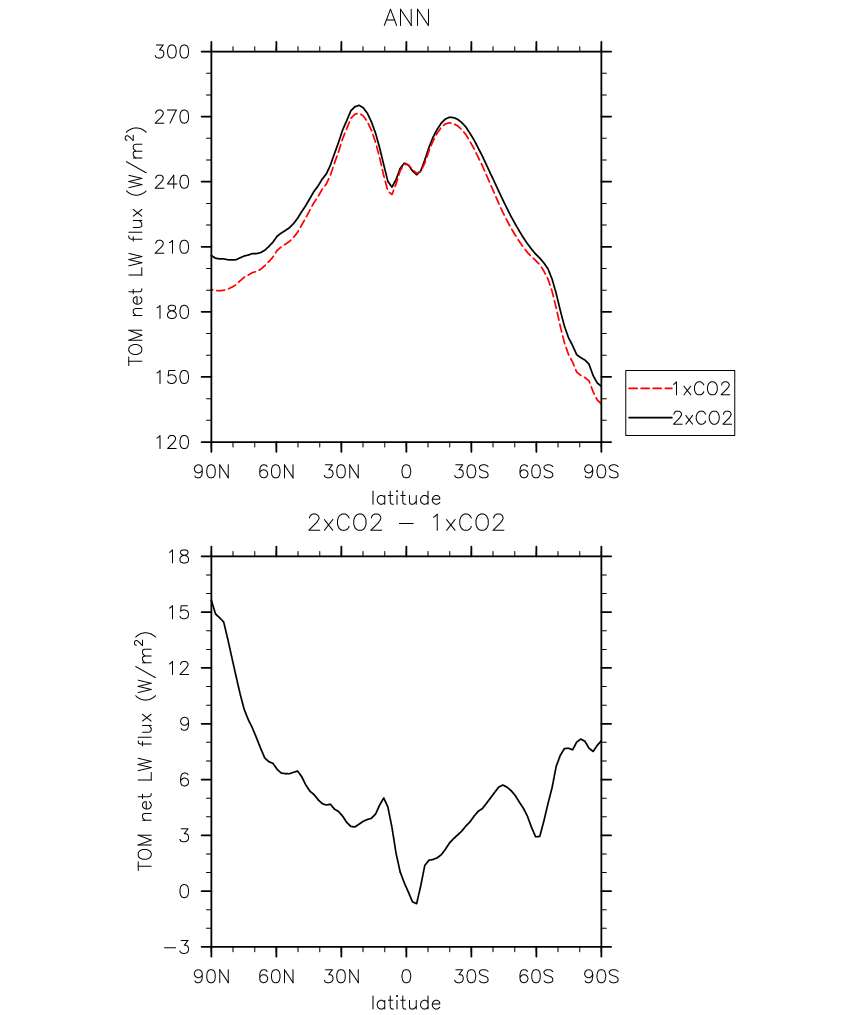 ANN
TOM net LW flux (W/m²)
300
270
240
210
180
150
120
90N 60N 30N 0 30S 60S 90S
latitude
1xCO2
2xCO2
2xCO2 − 1xCO2
TOM net LW flux (W/m²)
18
15
12
9
6
3
0
−3
90N 60N 30N 0 30S 60S 90S
latitude